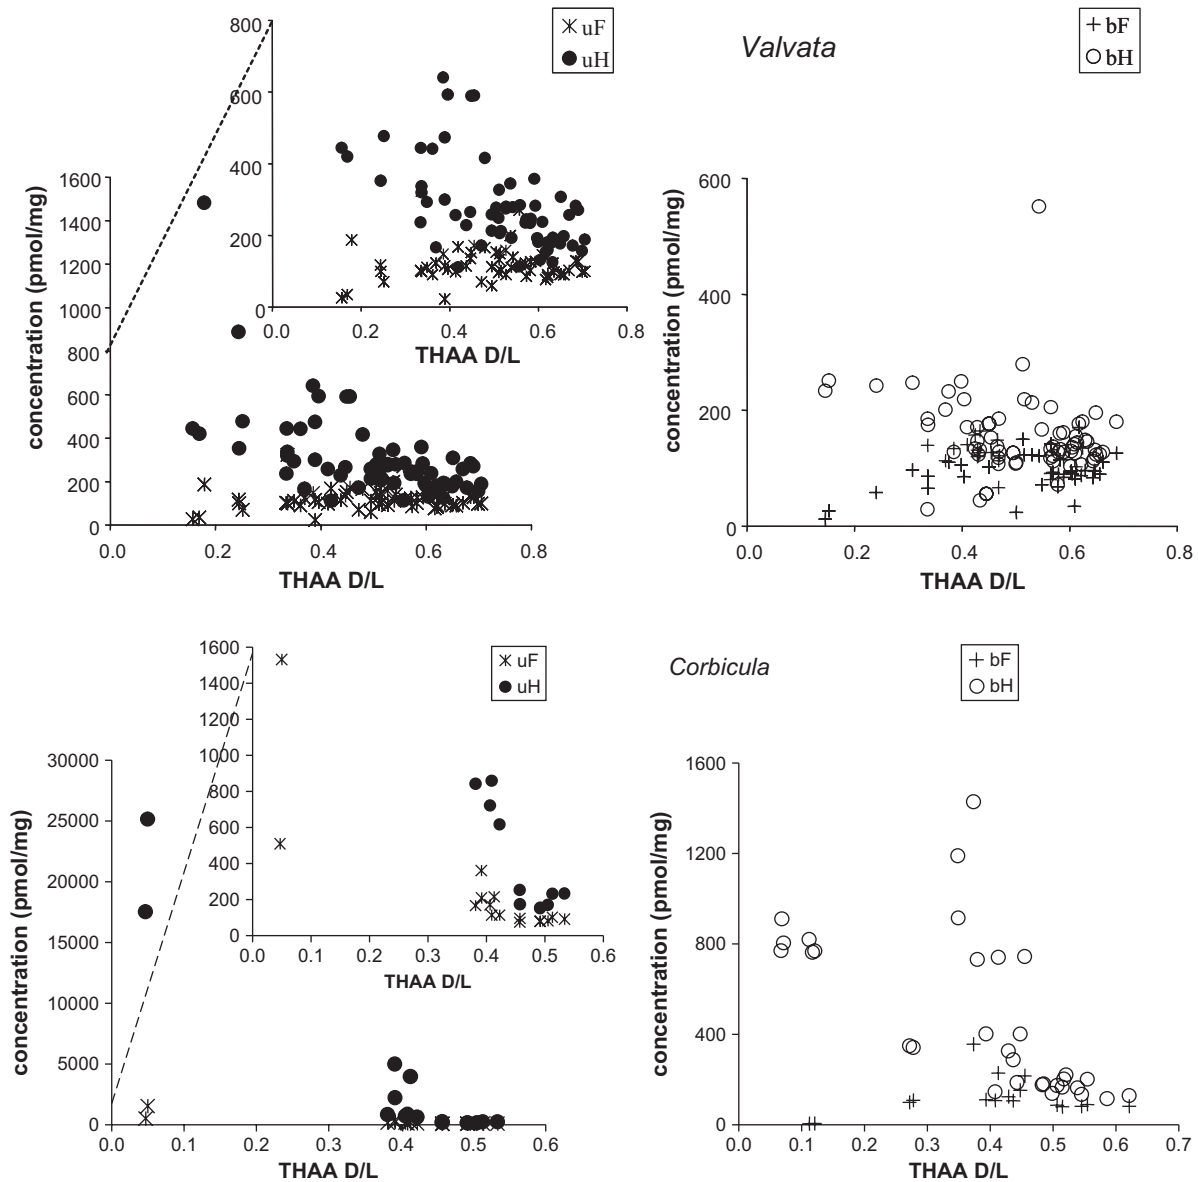 800
600
400
200
0
0.0 0.2 0.4 0.6 0.8
THAA D/L
uF
uH
1600
1400
1200
1000
800
600
400
200
0
0.0 0.2 0.4 0.6 0.8
THAA D/L
concentration (pmol/mg)
Valvata
bF
bH
600
400
200
0
0.0 0.2 0.4 0.6 0.8
THAA D/L
concentration (pmol/mg)
1600
1400
1200
1000
800
600
400
200
0
0.0 0.1 0.2 0.3 0.4 0.5 0.6
THAA D/L
uF
uH
30000
25000
20000
15000
10000
5000
0
0.0 0.1 0.2 0.3 0.4 0.5 0.6
THAA D/L
concentration (pmol/mg)
Corbicula
bF
bH
1600
1200
800
400
0
0.0 0.1 0.2 0.3 0.4 0.5 0.6 0.7
THAA D/L
concentration (pmol/mg)